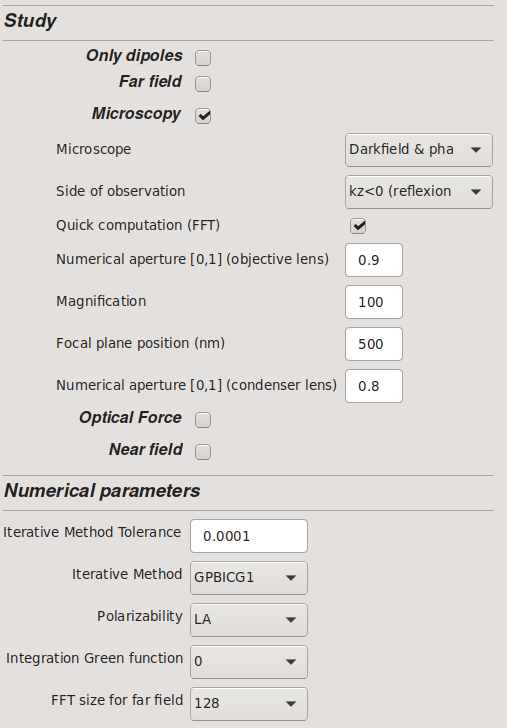 Study
Only dipoles
Far field
Microscopy
Microscope Darkfield & pha
Side of observation kz<0 (reflexion
Quick computation (FFT)
Numerical aperture [0,1] (objective lens) 0.9
Magnification 100
Focal plane position (nm) 500
Numerical aperture [0,1] (condenser lens) 0.8
Optical Force
Near field
Numerical parameters
Iterative Method Tolerance 0.0001
Iterative Method GPBICG1
Polarizability LA
Integration Green function 0
FFT size for far field 128